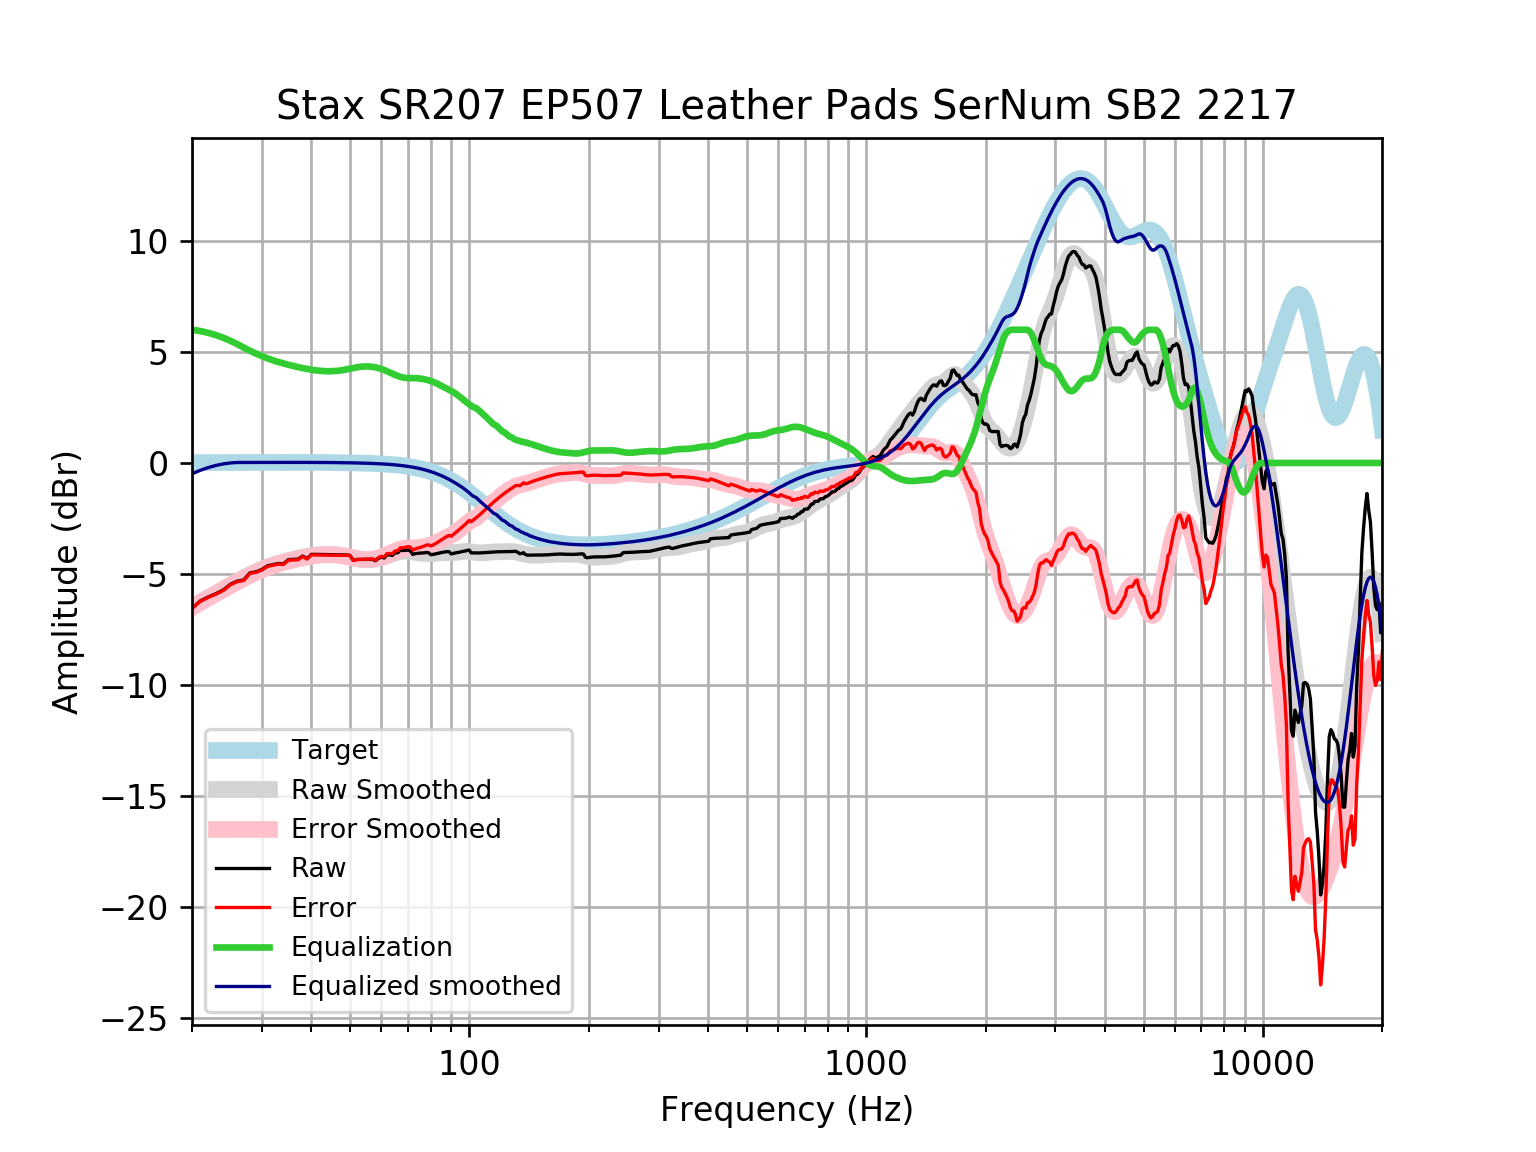 Stax SR207 EP507 Leather Pads SerNum SB2 2217
Amplitude (dBr)
10
5
0
−5
−10
−15
−20
−25
Target
Raw Smoothed
Error Smoothed
Raw
Error
Equalization
Equalized smoothed
100
1000
10000
Frequency (Hz)